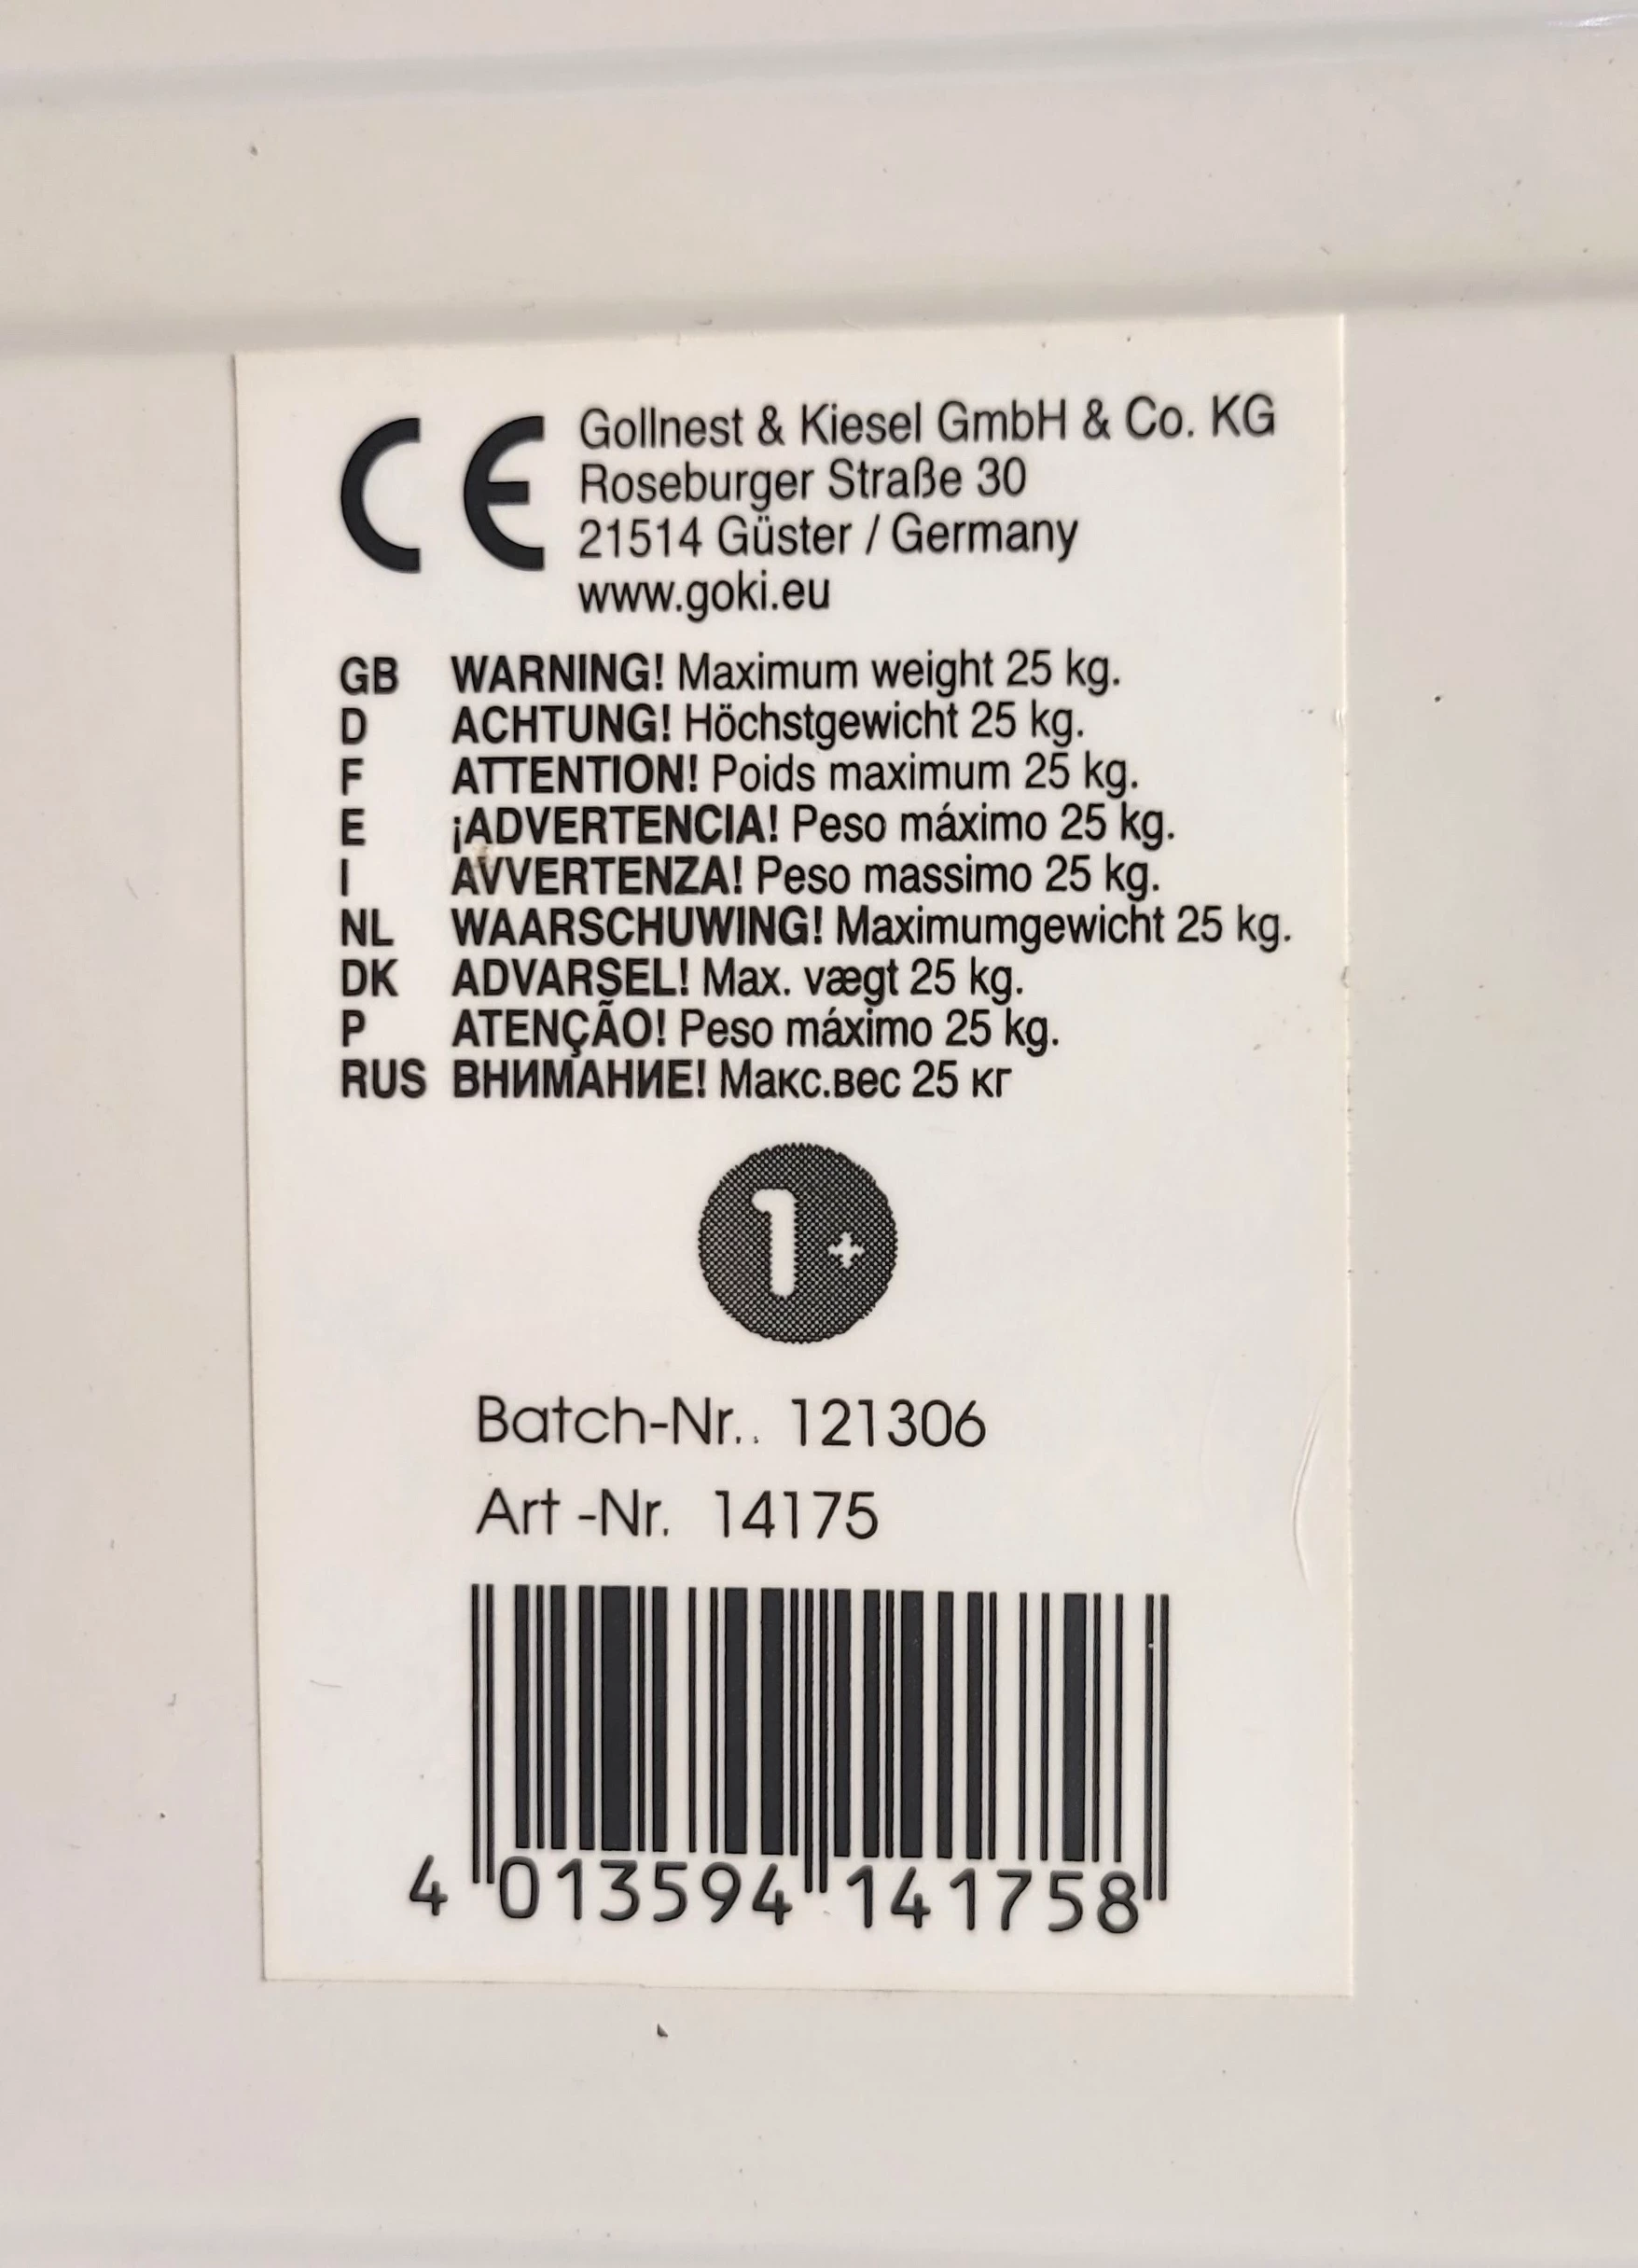 CE
Gollnest & Kiesel GmbH & Co. KG
Roseburger Straße 30
21514 Güster / Germany
www.goki.eu
GB WARNING! Maximum weight 25 kg.
D ACHTUNG! Höchstgewicht 25 kg.
F ATTENTION! Poids maximum 25 kg.
E ¡ADVERTENCIA! Peso máximo 25 kg.
I AVVERTENZA! Peso massimo 25 kg.
NL WAARSCHUWING! Maximumgewicht 25 kg.
DK ADVARSEL! Max. vægt 25 kg.
P ATENÇÃO! Peso máximo 25 kg.
RUS ВНИМАНИЕ! Макс.вес 25 кг
1+
Batch-Nr.. 121306
Art -Nr. 14175
4 013594 141758